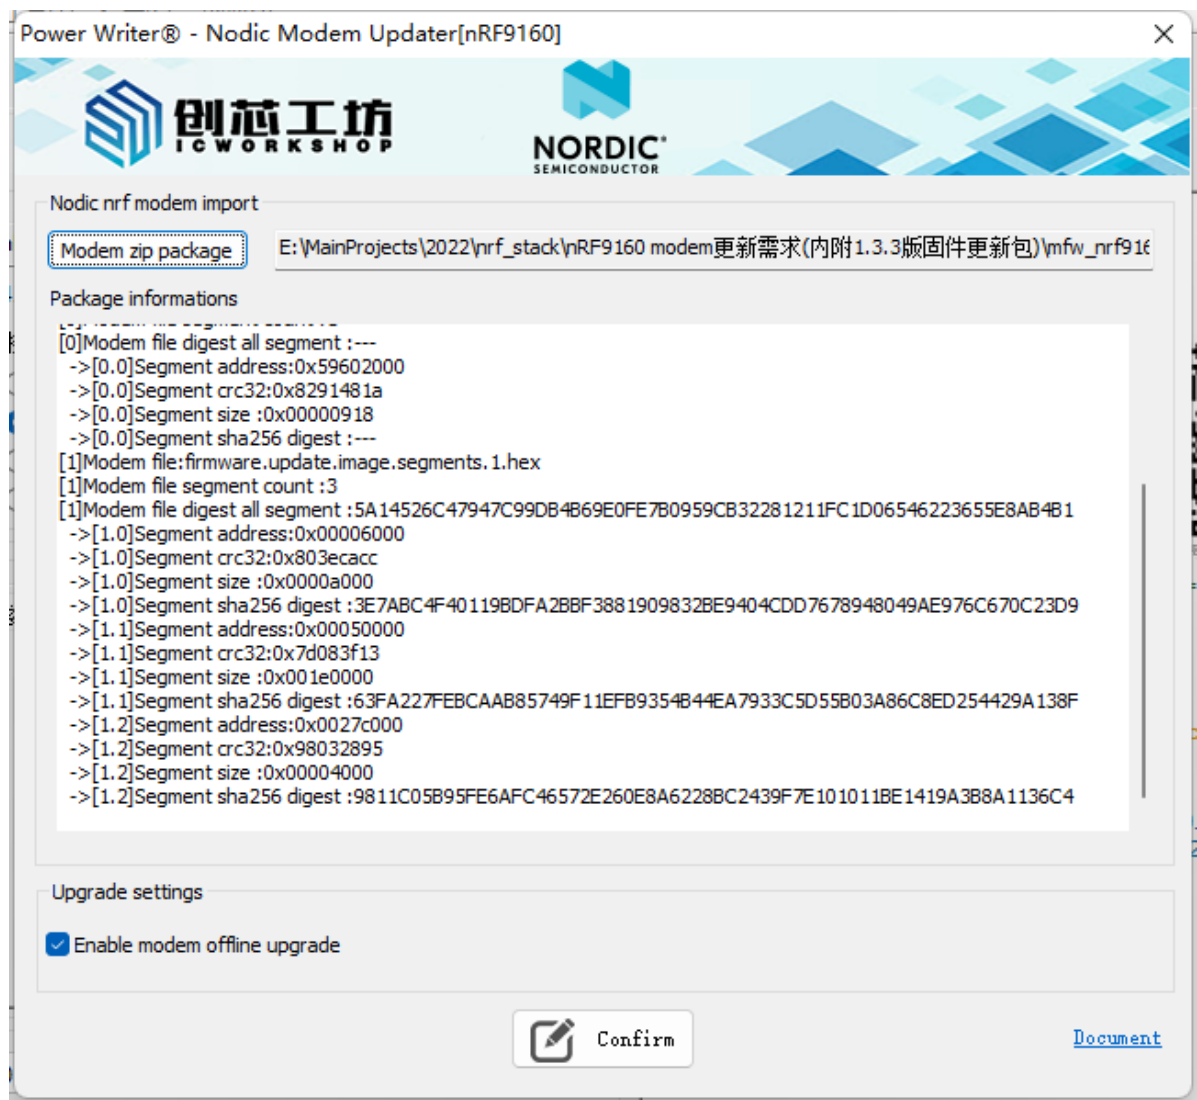 Power Writer® - Nodic Modem Updater[nRF9160]
创芯工坊
ICWORKSHOP
NORDIC®
SEMICONDUCTOR
Nodic nrf modem import
Modem zip package
E:\MainProjects\2022\nrf_stack\nRF9160 modem更新需求(内附1.3.3版固件更新包)\mfw_nrf916
Package informations
[0]Modem file digest all segment :---
->[0.0]Segment address:0x59602000
->[0.0]Segment crc32:0x8291481a
->[0.0]Segment size :0x00000918
->[0.0]Segment sha256 digest :---
[1]Modem file:firmware.update.image.segments.1.hex
[1]Modem file segment count :3
[1]Modem file digest all segment :5A14526C47947C99DB4B69E0FE7B0959CB32281211FC1D06546223655E8AB4B1
->[1.0]Segment address:0x00006000
->[1.0]Segment crc32:0x803ecacc
->[1.0]Segment size :0x0000a000
->[1.0]Segment sha256 digest :3E7ABC4F40119BDFA2BBF3881909832BE9404CDD7678948049AE976C670C23D9
->[1.1]Segment address:0x00050000
->[1.1]Segment crc32:0x7d083f13
->[1.1]Segment size :0x001e0000
->[1.1]Segment sha256 digest :63FA227FEBCAAB85749F11EFB9354B44EA7933C5D55B03A86C8ED254429A138F
->[1.2]Segment address:0x0027c000
->[1.2]Segment crc32:0x98032895
->[1.2]Segment size :0x00004000
->[1.2]Segment sha256 digest :9811C05B95FE6AFC46572E260E8A6228BC2439F7E101011BE1419A3B8A1136C4
Upgrade settings
Enable modem offline upgrade
Confirm
Document